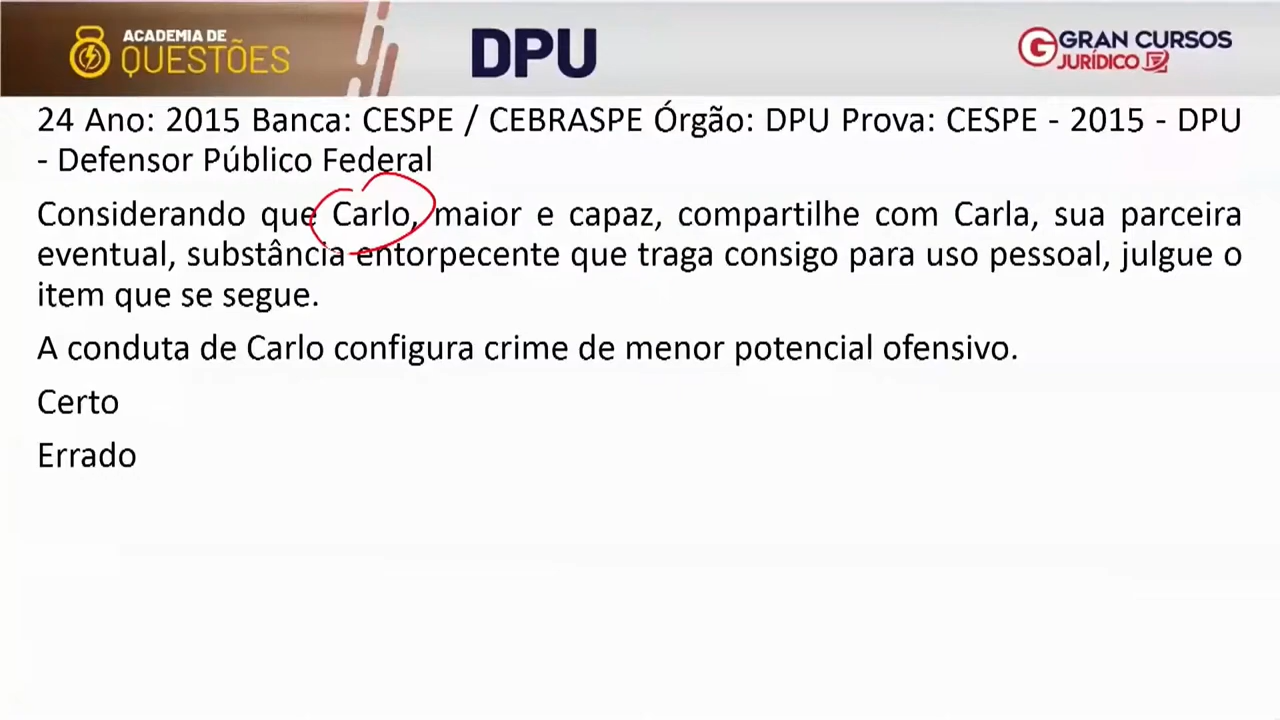 ACADEMIA DE
QUESTÕES
DPU
GRAN CURSOS
JURÍDICO
24 Ano: 2015 Banca: CESPE / CEBRASPE Órgão: DPU Prova: CESPE - 2015 - DPU
- Defensor Público Federal
Considerando que Carlo, maior e capaz, compartilhe com Carla, sua parceira
eventual, substância entorpecente que traga consigo para uso pessoal, julgue o
item que se segue.
A conduta de Carlo configura crime de menor potencial ofensivo.
Certo
Errado